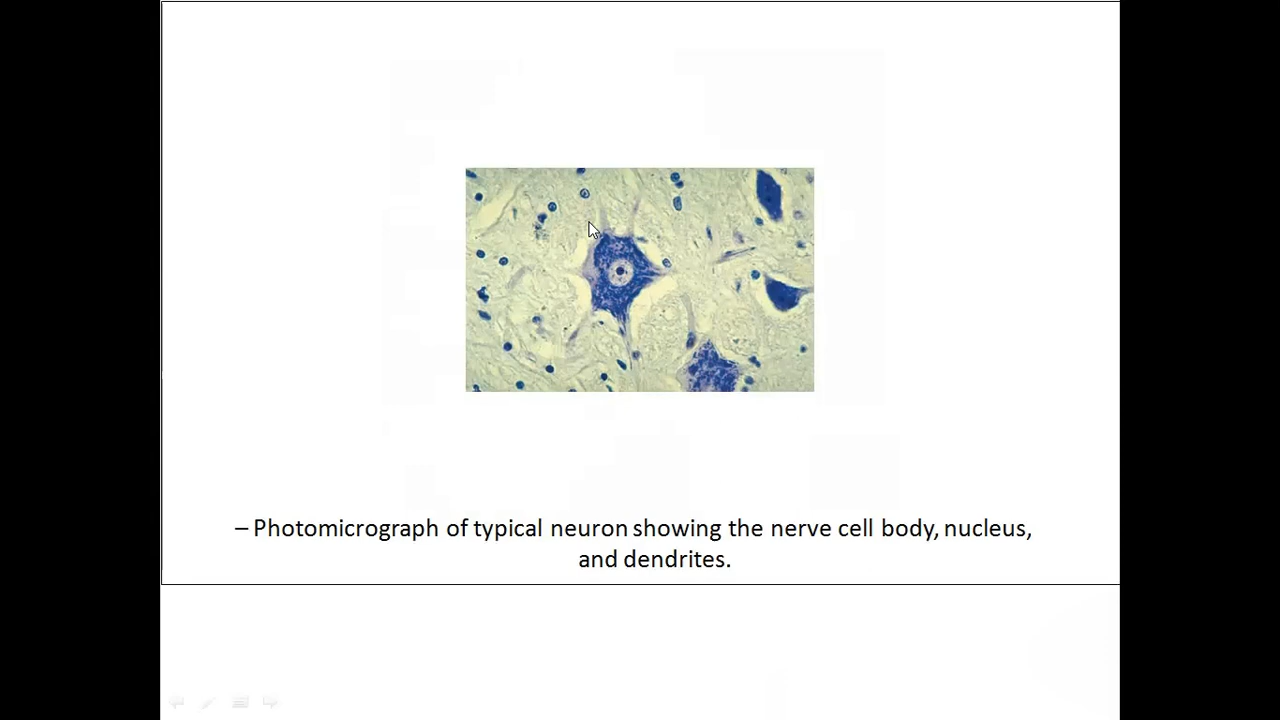 – Photomicrograph of typical neuron showing the nerve cell body, nucleus,
and dendrites.